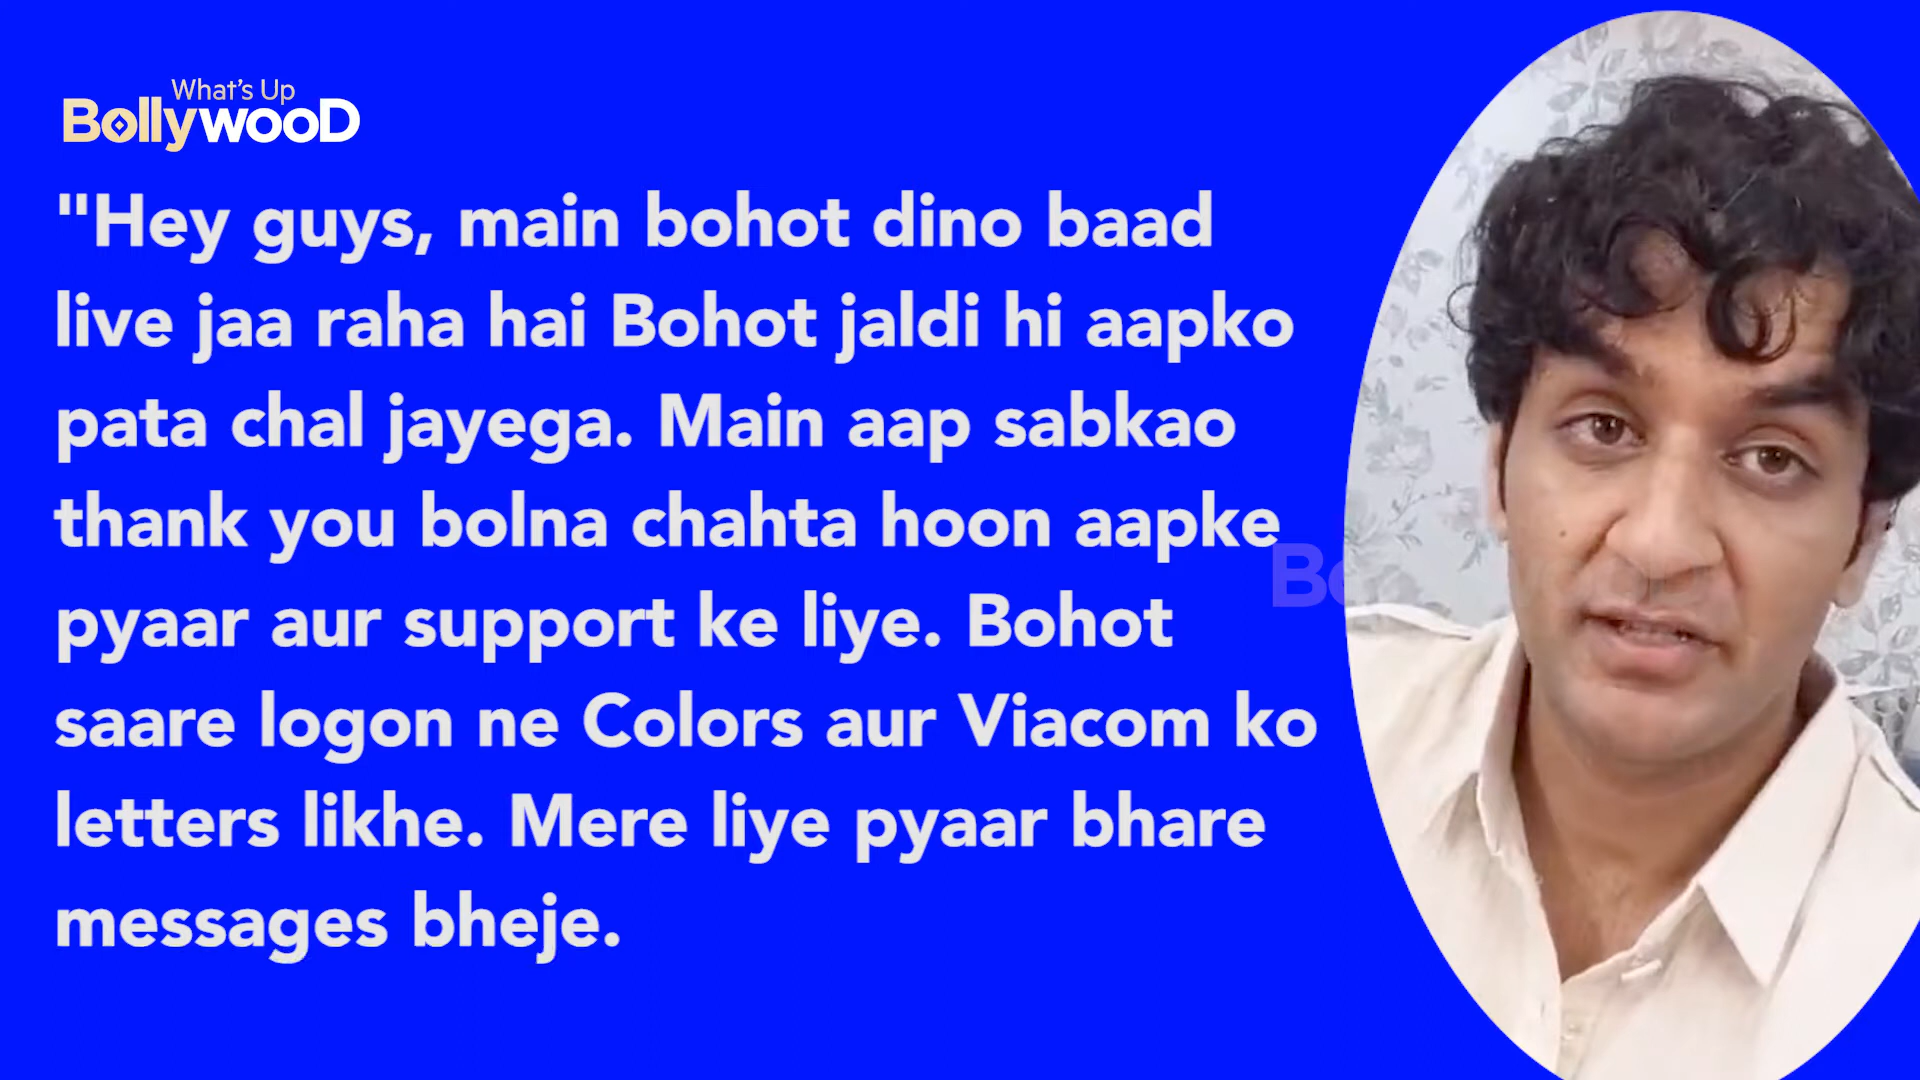 What's Up
BollywooD
"Hey guys, main bohot dino baad
live jaa raha hai Bohot jaldi hi aapko
pata chal jayega. Main aap sabkao
thank you bolna chahta hoon aapke
pyaar aur support ke liye. Bohot
saare logon ne Colors aur Viacom ko
letters likhe. Mere liye pyaar bhare
messages bheje.